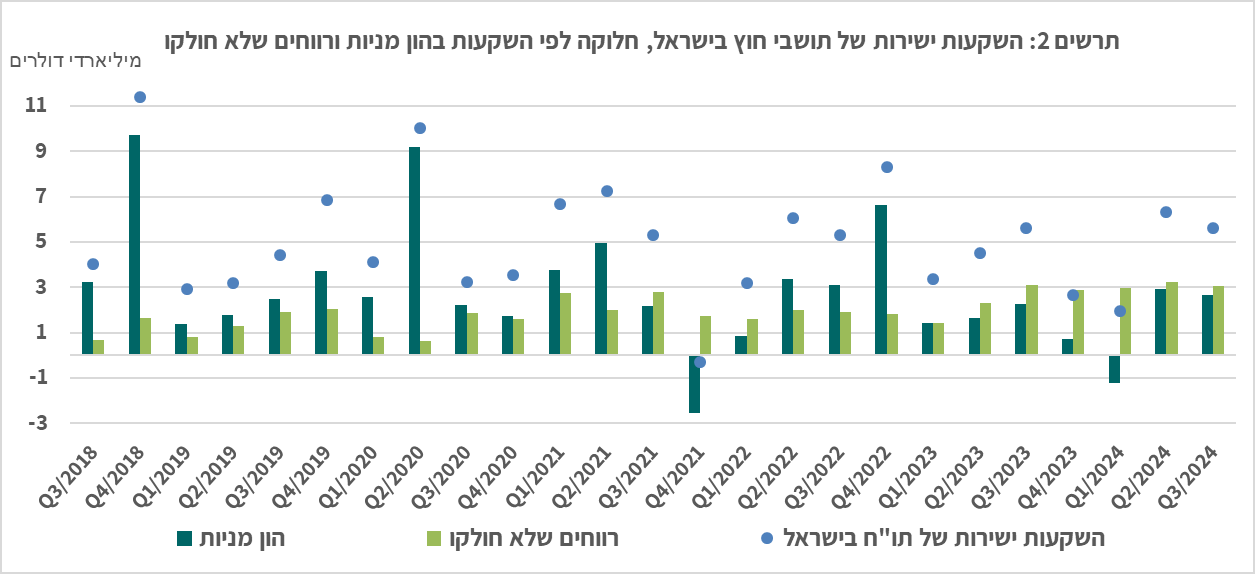 תרשים 2: השקעות ישירות של תושבי חוץ בישראל, חלוקה לפי השקעות בהון מניות ורווחים שלא חולקו
מיליארדי דולרים
11
9
7
5
3
1
-1
-3
Q3/2018
Q4/2018
Q1/2019
Q2/2019
Q3/2019
Q4/2019
Q1/2020
Q2/2020
Q3/2020
Q4/2020
Q1/2021
Q2/2021
Q3/2021
Q4/2021
Q1/2022
Q2/2022
Q3/2022
Q4/2022
Q1/2023
Q2/2023
Q3/2023
Q4/2023
Q1/2024
Q2/2024
Q3/2024
השקעות ישירות של תו"ח בישראל
רווחים שלא חולקו
הון מניות